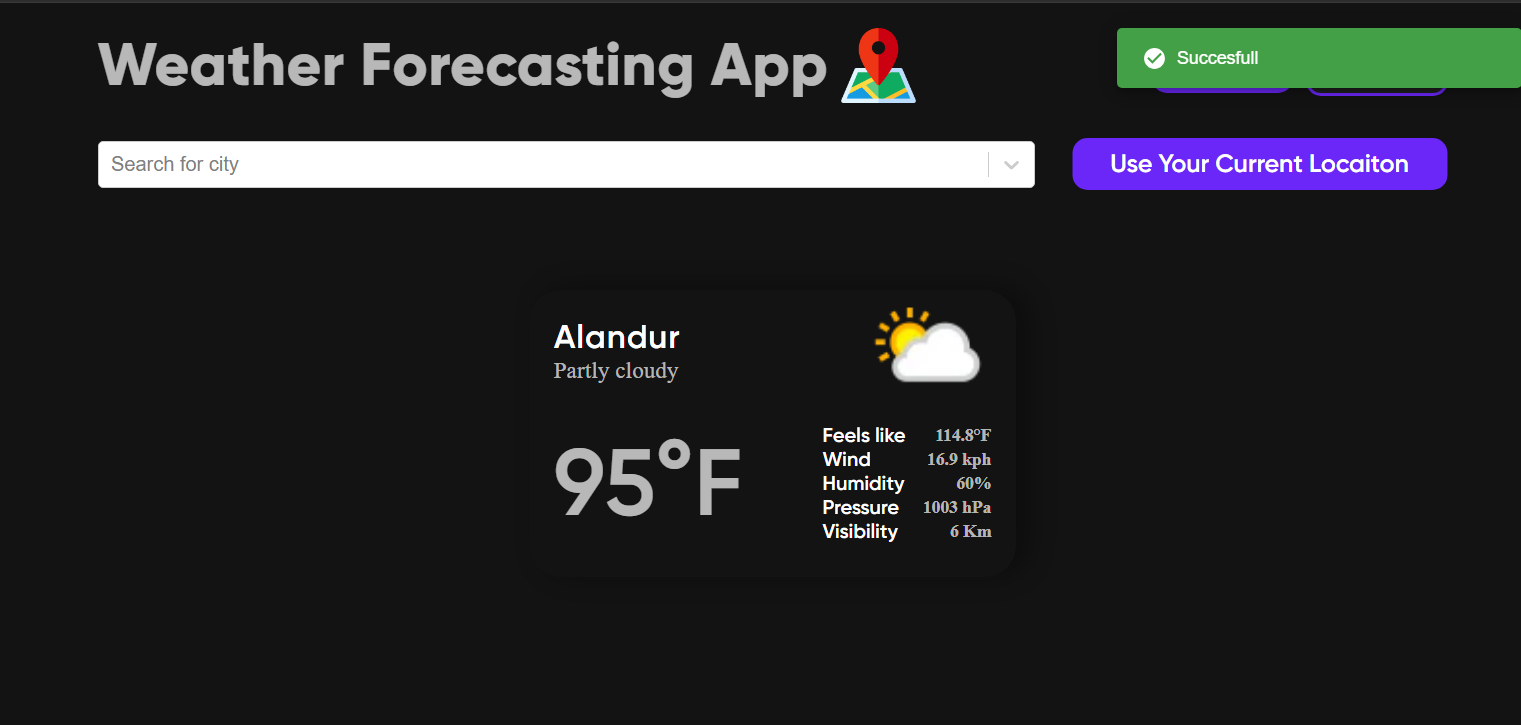 Weather Forecasting App
Succesfull
Search for city
Use Your Current Locaiton
Alandur
Partly cloudy
95°F
Feels like 114.8°F
Wind 16.9 kph
Humidity 60%
Pressure 1003 hPa
Visibility 6 Km